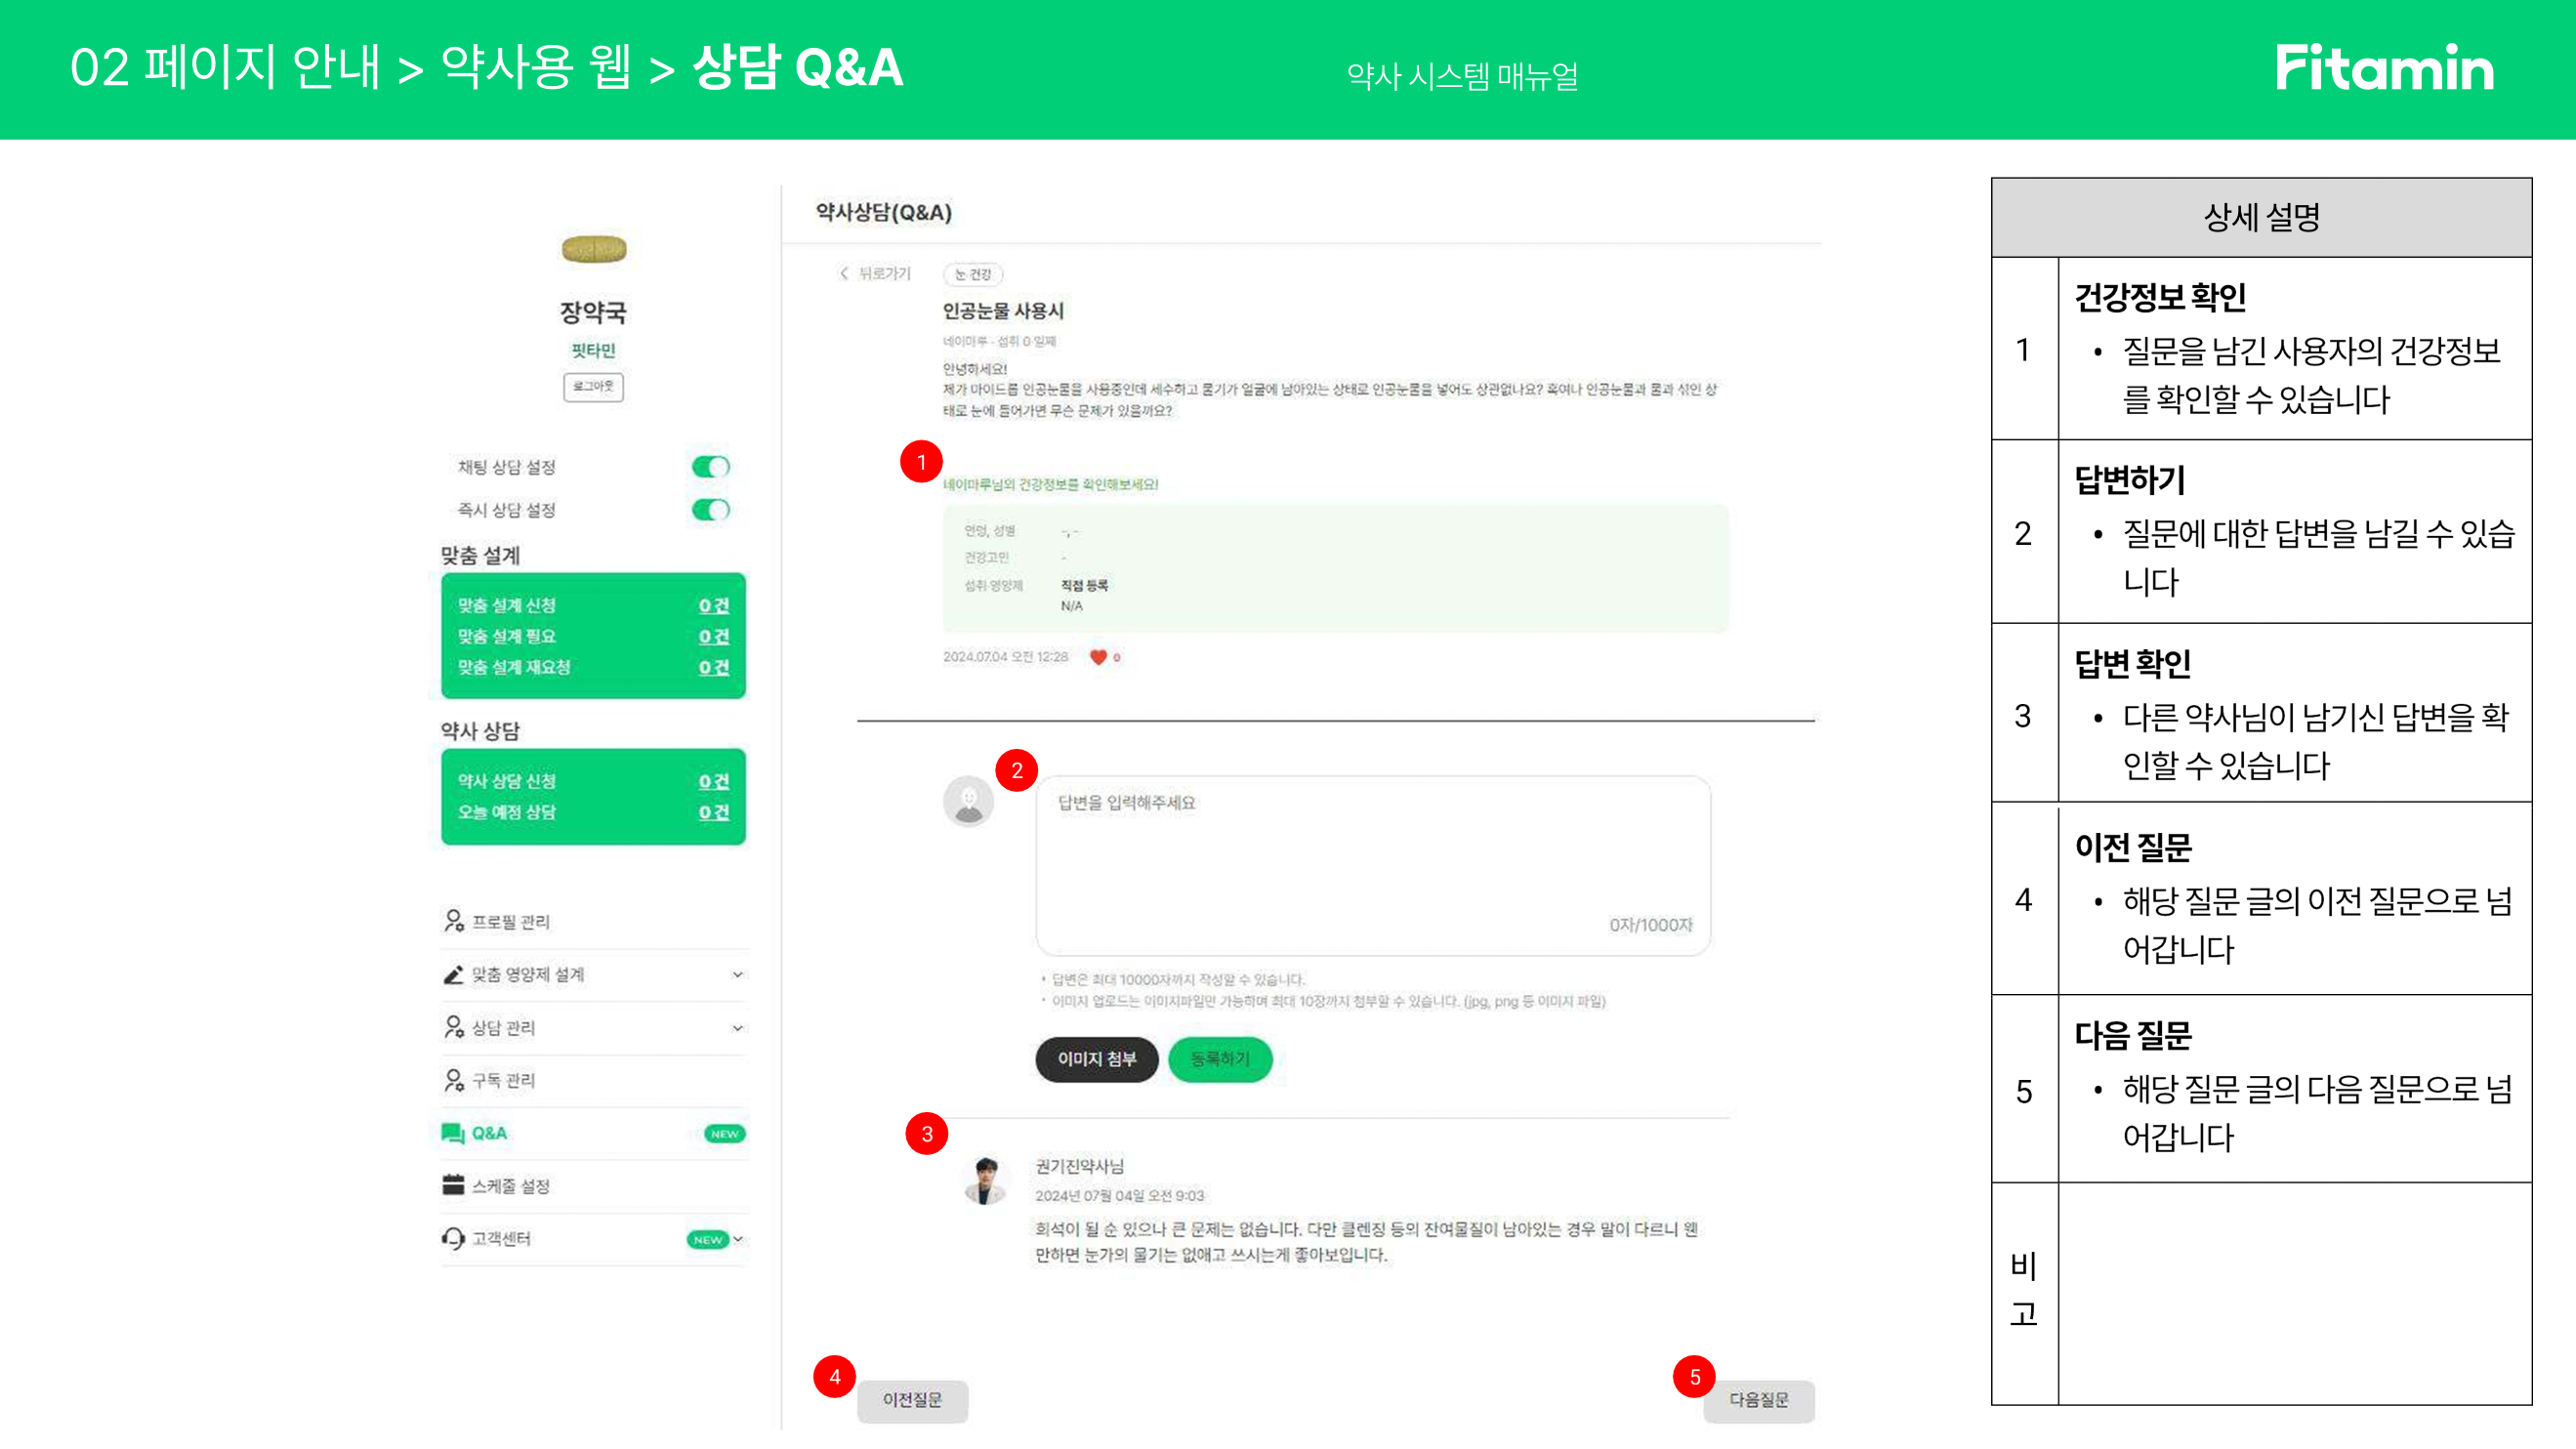 02 페이지 안내 > 약사용 웹 > 상담 Q&A
약사 시스템 매뉴얼
Fitamin
장약국
핏타민
로그아웃
채팅 상담 설정
즉시 상담 설정
맞춤 설계
맞춤 설계 신청 0건
맞춤 설계 필요 0건
맞춤 설계 재요청 0건
약사 상담
약사 상담 신청 0건
오늘 예정 상담 0건
프로필 관리
맞춤 영양제 설계
상담 관리
구독 관리
Q&A NEW
스케줄 설정
고객센터 NEW
약사상담(Q&A)
뒤로가기
눈 건강
인공눈물 사용시
네이마루 · 섭취 0 일째
안녕하세요!
제가 마이드롭 인공눈물을 사용중인데 세수하고 물기가 얼굴에 남아있는 상태로 인공눈물을 넣어도 상관없나요? 혹여나 인공눈물과 물과 섞인 상
태로 눈에 들어가면 무슨 문제가 있을까요?
1
네이마루님의 건강정보를 확인해보세요!
연령, 성별 -, -
건강고민 -
섭취 영양제 직접 등록
N/A
2024.07.04 오전 12:28 0
2
답변을 입력해주세요
0자/1000자
• 답변은 최대 10000자까지 작성할 수 있습니다.
• 이미지 업로드는 이미지파일만 가능하며 최대 10장까지 첨부할 수 있습니다. (jpg, png 등 이미지 파일)
이미지 첨부
등록하기
3
권기진약사님
2024년 07월 04일 오전 9:03
희석이 될 순 있으나 큰 문제는 없습니다. 다만 클렌징 등의 잔여물질이 남아있는 경우 말이 다르니 웬
만하면 눈가의 물기는 없애고 쓰시는게 좋아보입니다.
4
이전질문
5
다음질문
상세 설명
1
건강정보 확인
• 질문을 남긴 사용자의 건강정보
를 확인할 수 있습니다
2
답변하기
• 질문에 대한 답변을 남길 수 있습
니다
3
답변 확인
• 다른 약사님이 남기신 답변을 확
인할 수 있습니다
4
이전 질문
• 해당 질문 글의 이전 질문으로 넘
어갑니다
5
다음 질문
• 해당 질문 글의 다음 질문으로 넘
어갑니다
비
고